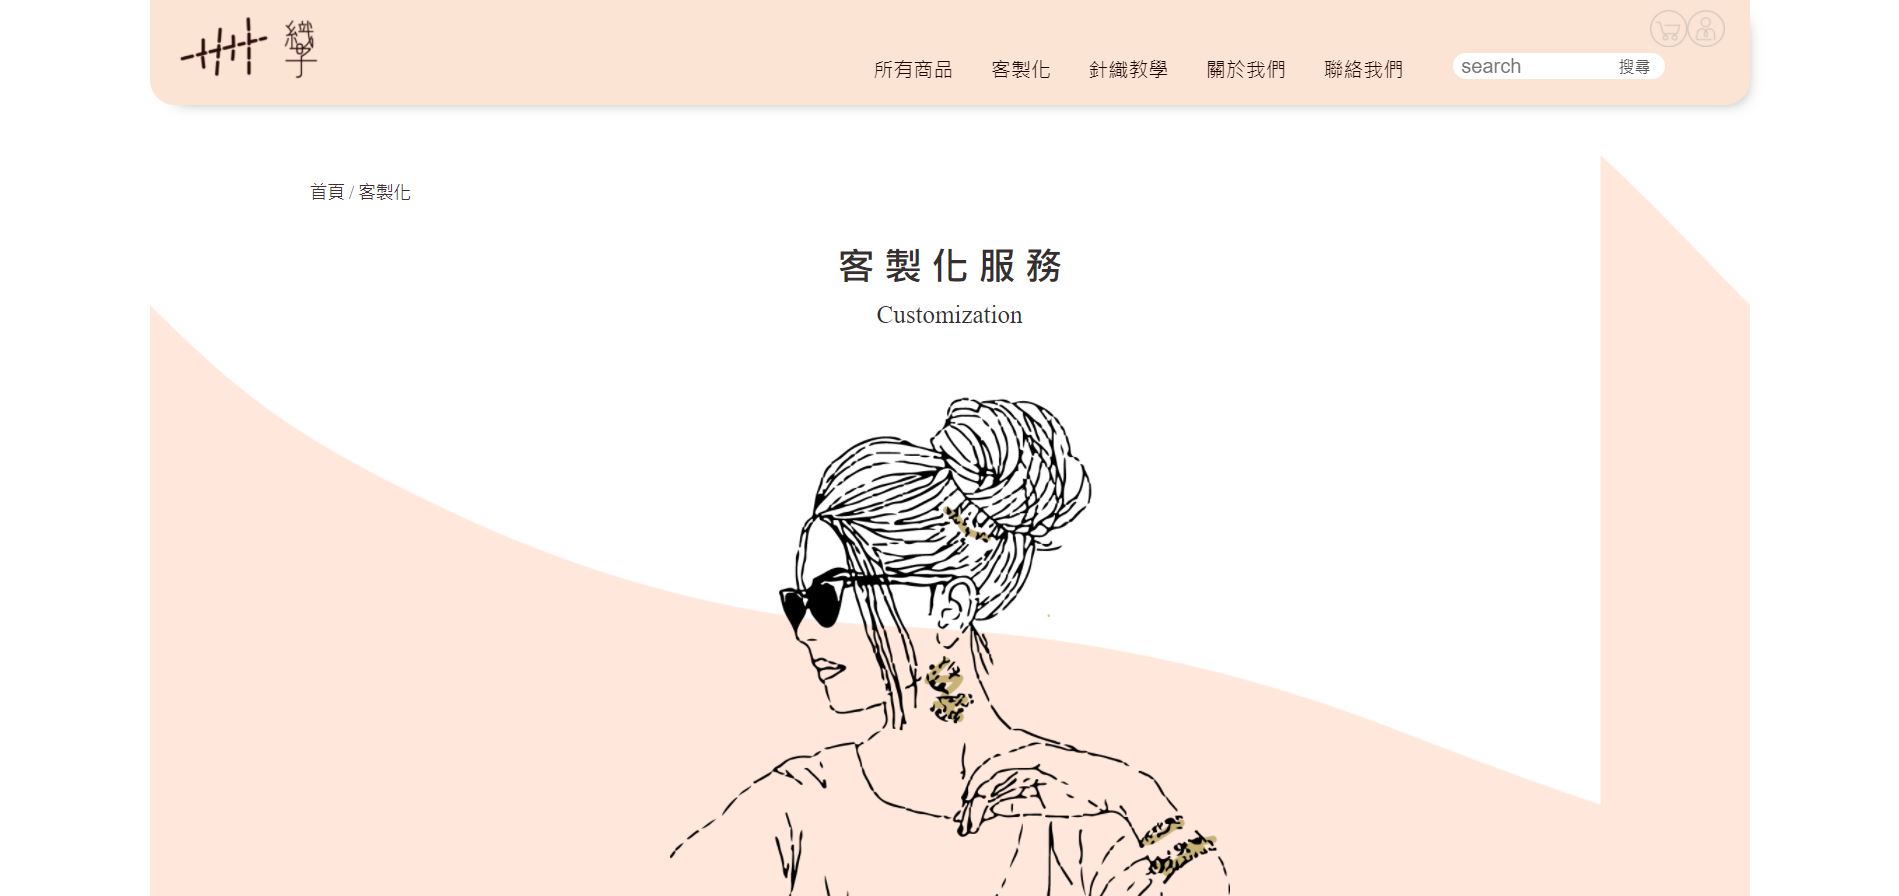 織子
所有商品 客製化 針織教學 關於我們 聯絡我們 search 搜尋
首頁 / 客製化
客製化服務
Customization